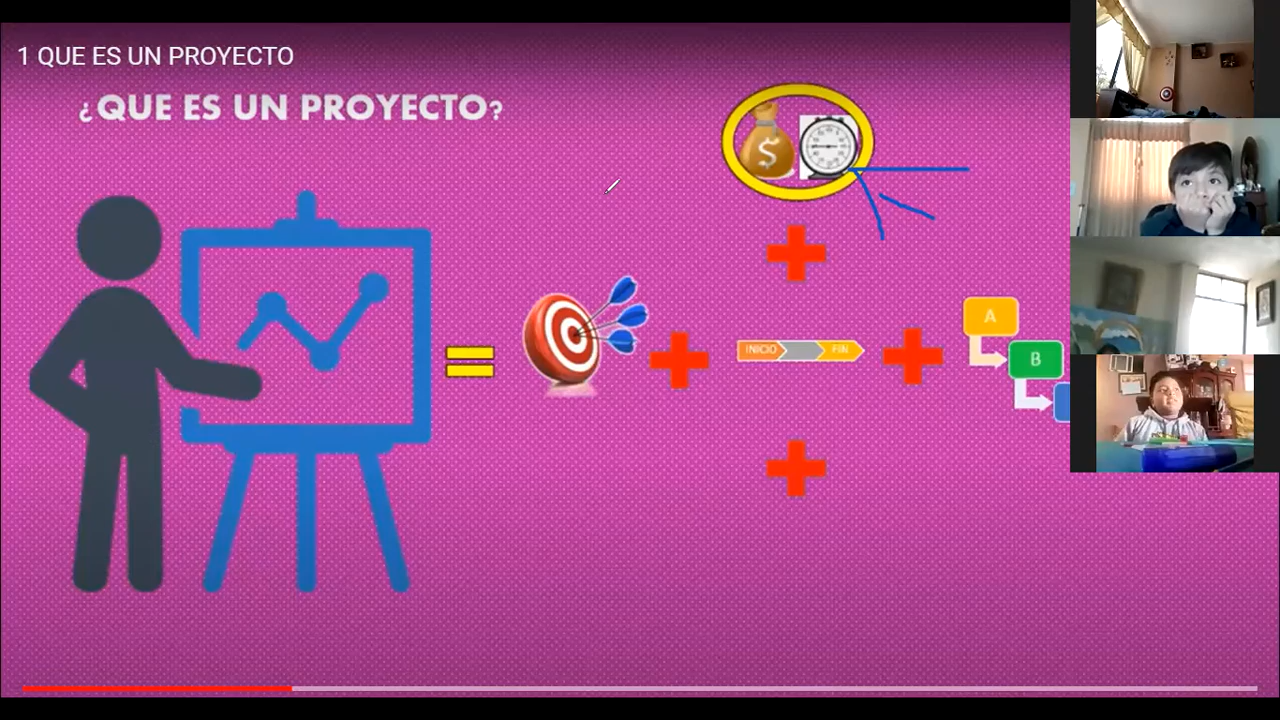 1 QUE ES UN PROYECTO
¿QUE ES UN PROYECTO?
$
INICIO
FIN
A
B